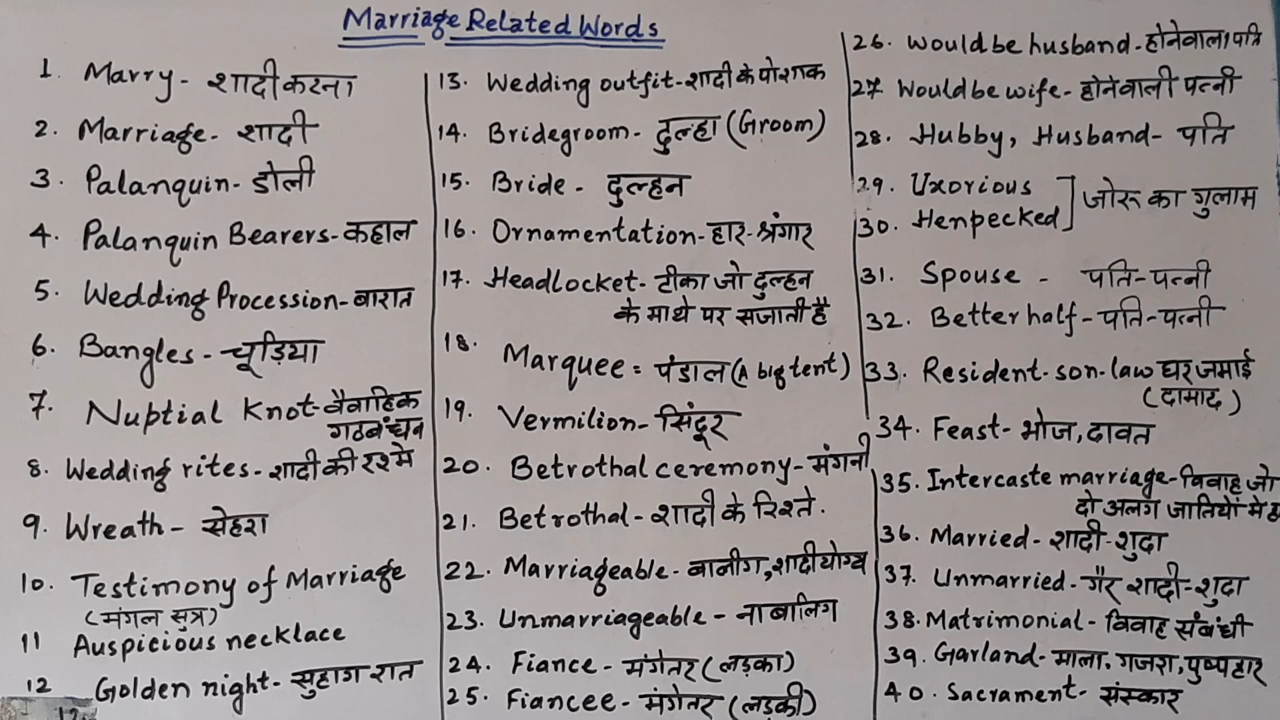 Marriage Related Words
1. Marry - शादी करना
2. Marriage - शादी
3. Palanquin - डोली
4. Palanquin Bearers - कहाल
5. Wedding Procession - बारात
6. Bangles - चूड़िया
7. Nuptial Knot - वैवाहिक
गठबंधन
8. Wedding rites - शादी की रश्मे
9. Wreath - सेहरा
10. Testimony of Marriage
(मंगल सत्र)
11 Auspicious necklace
12 Golden night - सुहाग रात
13. Wedding outfit - शादी के पोशाक
14. Bridegroom - दुल्हा (Groom)
15. Bride - दुल्हन
16. Ornamentation - हार-श्रंगार
17. Headlocket - टीका जो दुल्हन
के माथे पर सजाती है
18. Marquee = पंडाल (A big tent)
19. Vermilion - सिंदूर
20. Betrothal ceremony - मंगनी
21. Betrothal - शादी के रिश्ते.
22. Marriageable - बालीग, शादी योग्य
23. Unmarriageable - नाबालिग
24. Fiance - मंगेतर (लड़का)
25. Fiancee - मंगेतर (लड़की)
26. Would be husband - होनेवाला पति
27. Would be wife - होनेवाली पत्नी
28. Hubby, Husband - पति
29. Uxorious
30. Henpecked ] जोरू का गुलाम
31. Spouse - पति-पत्नी
32. Better half - पति-पत्नी
33. Resident-son-law घर जमाई
(दामाद)
34. Feast - भोज, दावत
35. Intercaste marriage - विवाह जो
दो अलग जातियों मे ह
36. Married - शादी-शुदा
37. Unmarried - गैर शादी-शुदा
38. Matrimonial - विवाह संबंधी
39. Garland - माला, गजरा, पुष्पहार
40. Sacrament - संस्कार